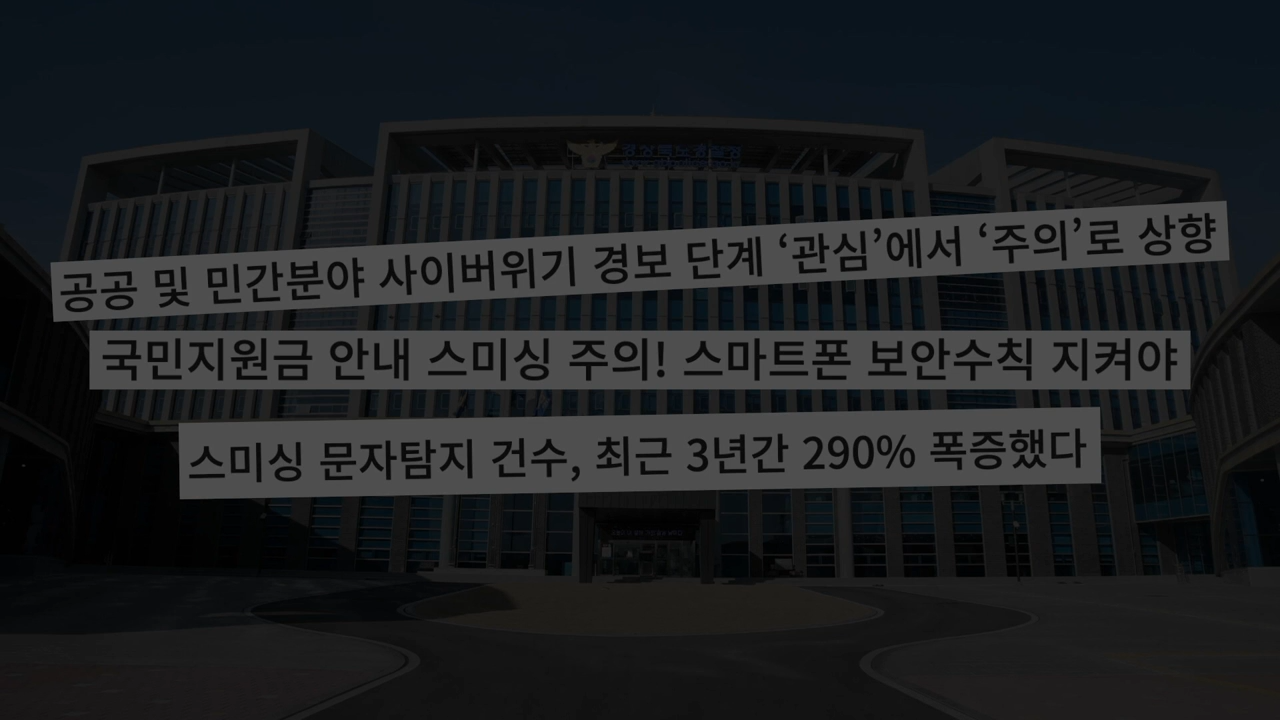 공공 및 민간분야 사이버위기 경보 단계 ‘관심’에서 ‘주의’로 상향
국민지원금 안내 스미싱 주의! 스마트폰 보안수칙 지켜야
스미싱 문자탐지 건수, 최근 3년간 290% 폭증했다